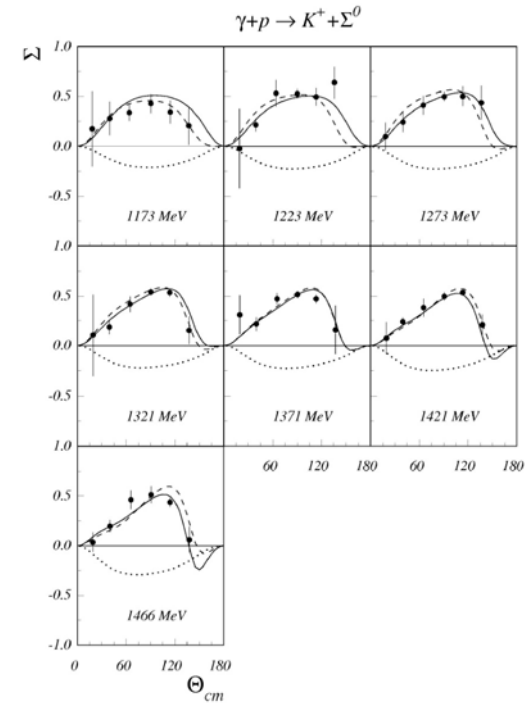 γ+p → K⁺+Σ⁰
Σ
1.0
0.5
0.0
-0.5
1173 MeV
1223 MeV
1273 MeV
1.0
0.5
0.0
-0.5
1321 MeV
1371 MeV
1421 MeV
1.0
60 120 180 60 120 180
0.5
0.0
-0.5
1466 MeV
-1.0
0 60 120 180
Θcm